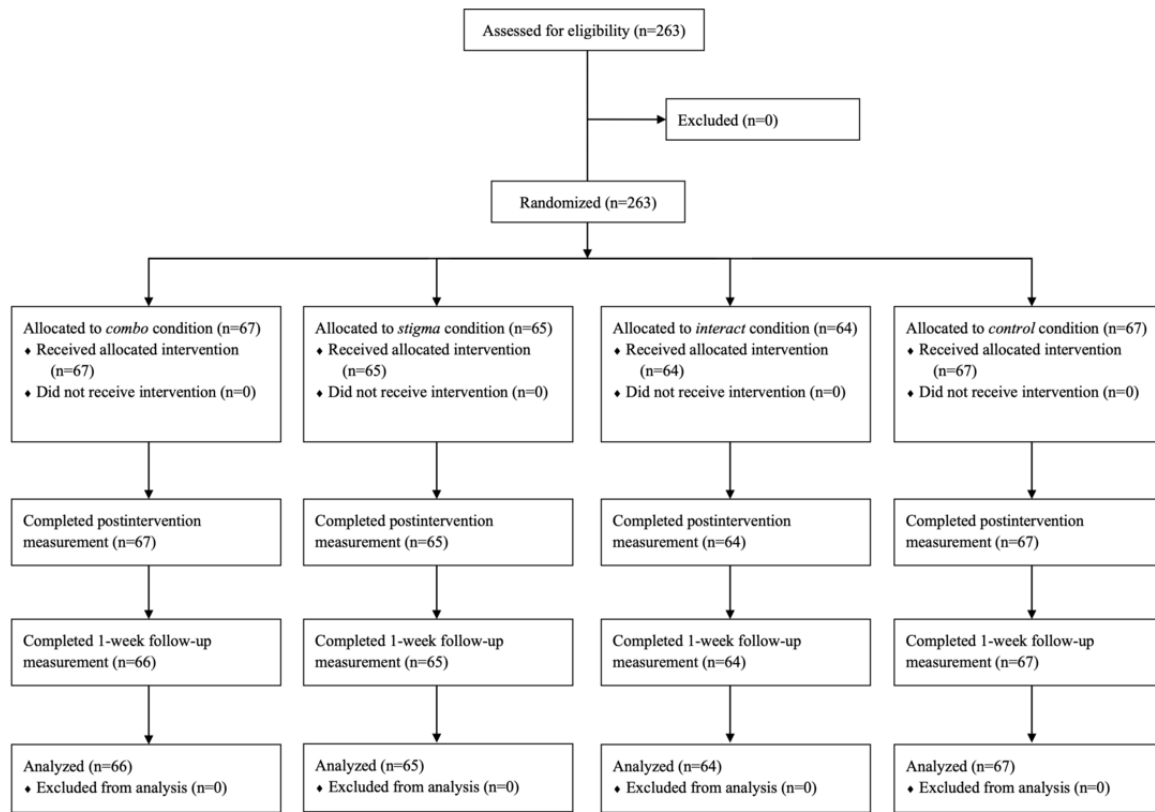 Assessed for eligibility (n=263)
Excluded (n=0)
Randomized (n=263)
Allocated to combo condition (n=67)
♦ Received allocated intervention
(n=67)
♦ Did not receive intervention (n=0)
Allocated to stigma condition (n=65)
♦ Received allocated intervention
(n=65)
♦ Did not receive intervention (n=0)
Allocated to interact condition (n=64)
♦ Received allocated intervention
(n=64)
♦ Did not receive intervention (n=0)
Allocated to control condition (n=67)
♦ Received allocated intervention
(n=67)
♦ Did not receive intervention (n=0)
Completed postintervention
measurement (n=67)
Completed postintervention
measurement (n=65)
Completed postintervention
measurement (n=64)
Completed postintervention
measurement (n=67)
Completed 1-week follow-up
measurement (n=66)
Completed 1-week follow-up
measurement (n=65)
Completed 1-week follow-up
measurement (n=64)
Completed 1-week follow-up
measurement (n=67)
Analyzed (n=66)
♦ Excluded from analysis (n=0)
Analyzed (n=65)
♦ Excluded from analysis (n=0)
Analyzed (n=64)
♦ Excluded from analysis (n=0)
Analyzed (n=67)
♦ Excluded from analysis (n=0)